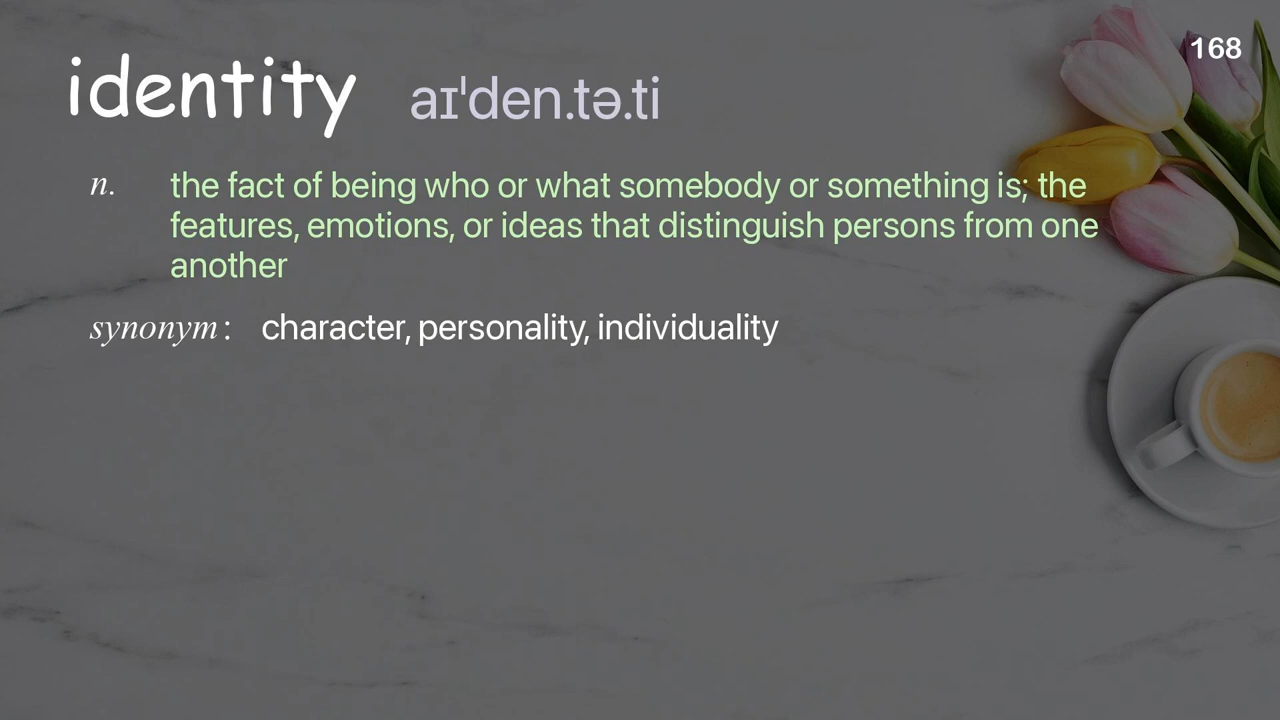 168
identity aɪˈden.tə.ti
n. the fact of being who or what somebody or something is; the
features, emotions, or ideas that distinguish persons from one
another
synonym: character, personality, individuality